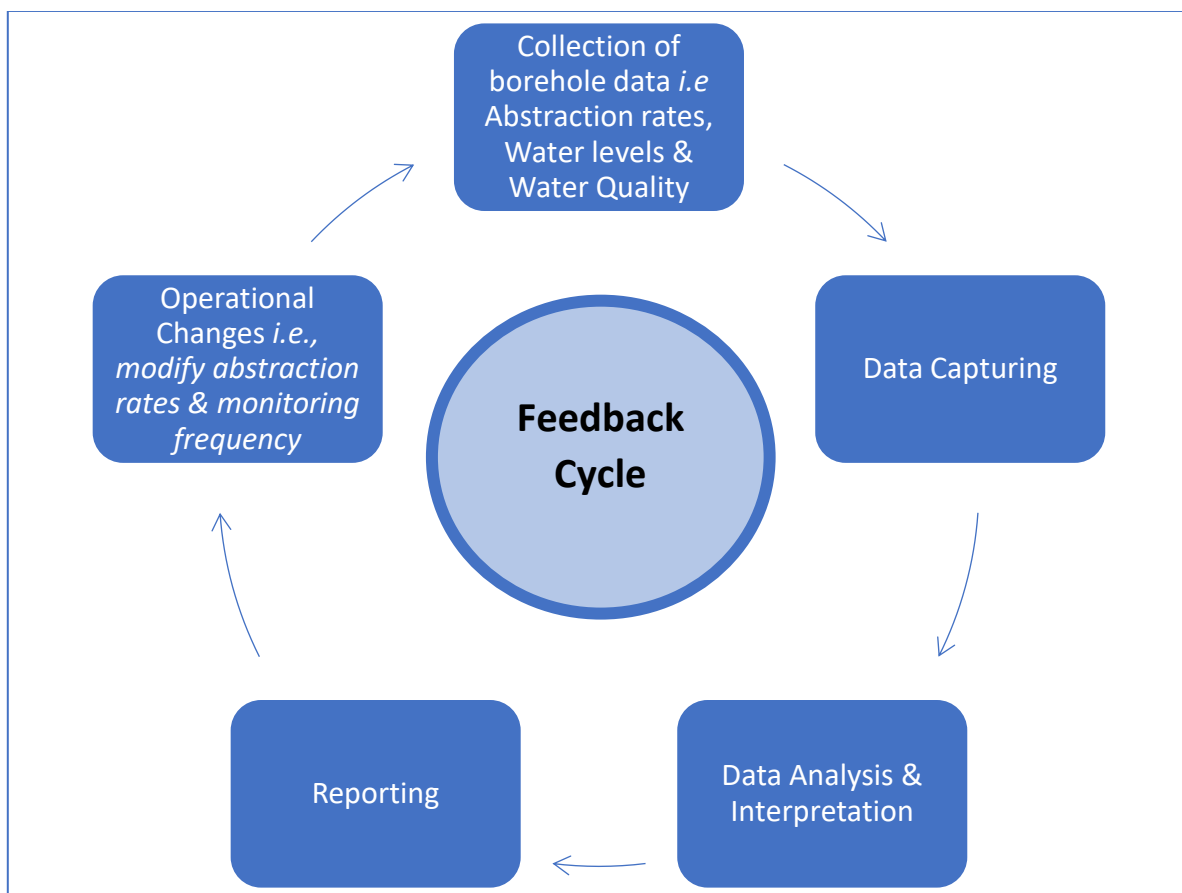 Collection of
borehole data i.e
Abstraction rates,
Water levels &
Water Quality
Data Capturing
Data Analysis &
Interpretation
Reporting
Operational
Changes i.e.,
modify abstraction
rates & monitoring
frequency
Feedback
Cycle